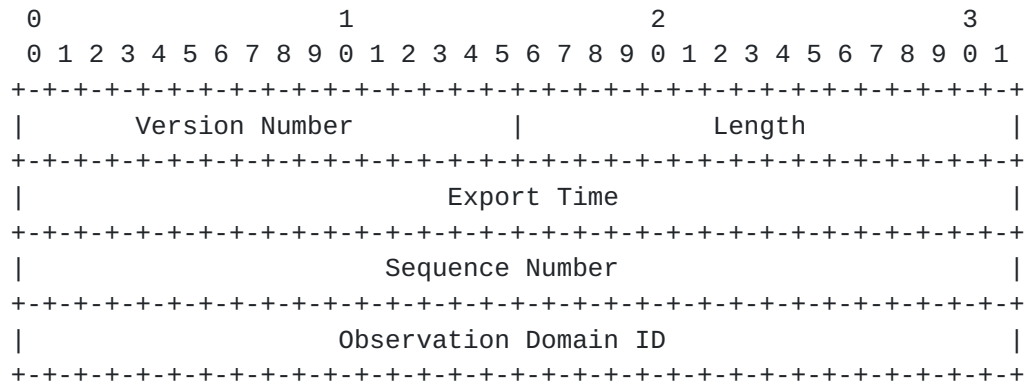 0                   1                   2                   3
 0 1 2 3 4 5 6 7 8 9 0 1 2 3 4 5 6 7 8 9 0 1 2 3 4 5 6 7 8 9 0 1
+-+-+-+-+-+-+-+-+-+-+-+-+-+-+-+-+-+-+-+-+-+-+-+-+-+-+-+-+-+-+-+-+
|       Version Number          |            Length             |
+-+-+-+-+-+-+-+-+-+-+-+-+-+-+-+-+-+-+-+-+-+-+-+-+-+-+-+-+-+-+-+-+
|                           Export Time                         |
+-+-+-+-+-+-+-+-+-+-+-+-+-+-+-+-+-+-+-+-+-+-+-+-+-+-+-+-+-+-+-+-+
|                       Sequence Number                         |
+-+-+-+-+-+-+-+-+-+-+-+-+-+-+-+-+-+-+-+-+-+-+-+-+-+-+-+-+-+-+-+-+
|                    Observation Domain ID                      |
+-+-+-+-+-+-+-+-+-+-+-+-+-+-+-+-+-+-+-+-+-+-+-+-+-+-+-+-+-+-+-+-+